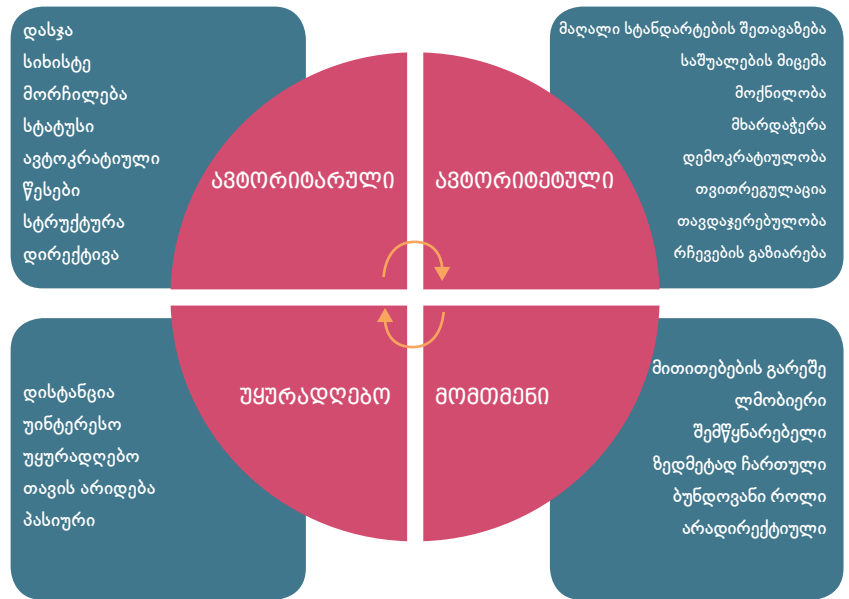 დასჯა
სიხისტე
მორჩილება
სტატუსი
ავტოკრატიული
წესები
სტრუქტურა
დირექტივა
ავტორიტარული
ავტორიტეტული
მაღალი სტანდარტების შეთავაზება
საშუალების მიცემა
მოქნილობა
მხარდაჭერა
დემოკრატიულობა
თვითრეგულაცია
თავდაჯერებულობა
რჩევების გაზიარება
დისტანცია
უინტერესო
უყურადღებო
თავის არიდება
პასიური
უყურადღებო
მომთმენი
მითითებების გარეშე
ლმობიერი
შემწყნარებელი
ზედმეტად ჩართული
ბუნდოვანი როლი
არადირექტიული